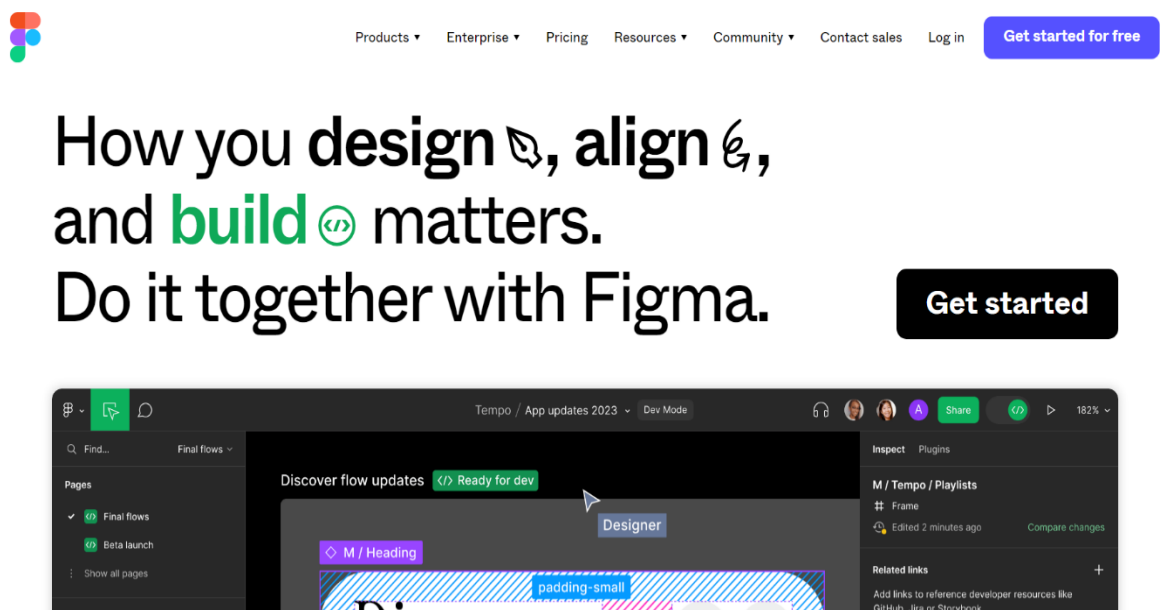 Products ▾ Enterprise ▾ Pricing Resources ▾ Community ▾ Contact sales Log in Get started for free
How you design, align,
and build </> matters.
Do it together with Figma.
Get started
Tempo / App updates 2023 Dev Mode A Share </> 182%
Find... Final flows
Inspect Plugins
Pages
Discover flow updates </> Ready for dev
M / Tempo / Playlists
Frame
</> Final flows
Designer
Edited 2 minutes ago Compare changes
</> Beta launch
M / Heading
Show all pages
Related links +
padding-small
Add links to reference developer resources like
GitHub, Jira or Storybook